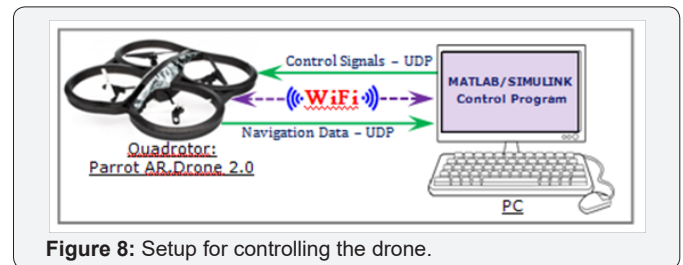 Control Signals – UDP
WiFi
Navigation Data – UDP
Quadrotor:
Parrot AR.Drone 2.0
MATLAB/SIMULINK
Control Program
PC
Figure 8: Setup for controlling the drone.